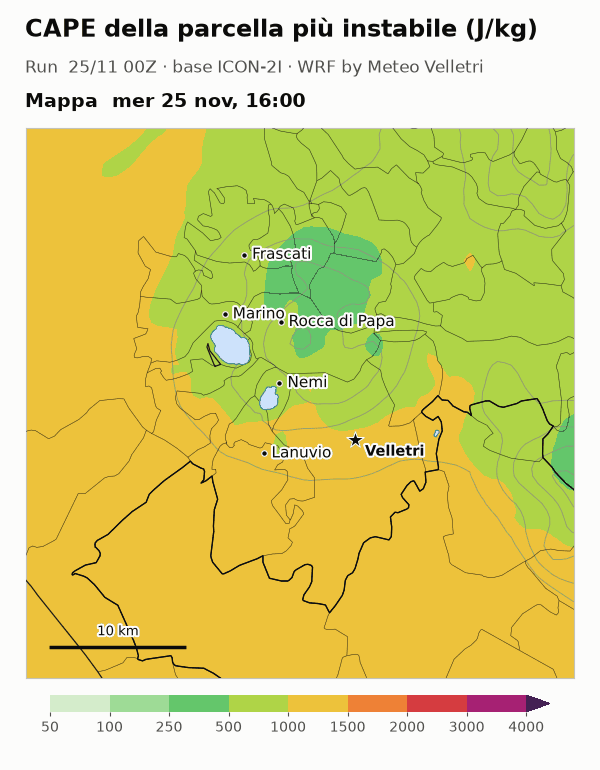 CAPE della parcella più instabile (J/kg)
Run  25/11 00Z · base ICON-2I · WRF by Meteo Velletri
Mappa  mer 25 nov, 16:00
Frascati
Marino
Rocca di Papa
Nemi
Velletri
Lanuvio
10 km
50 100 250 500 1000 1500 2000 3000 4000